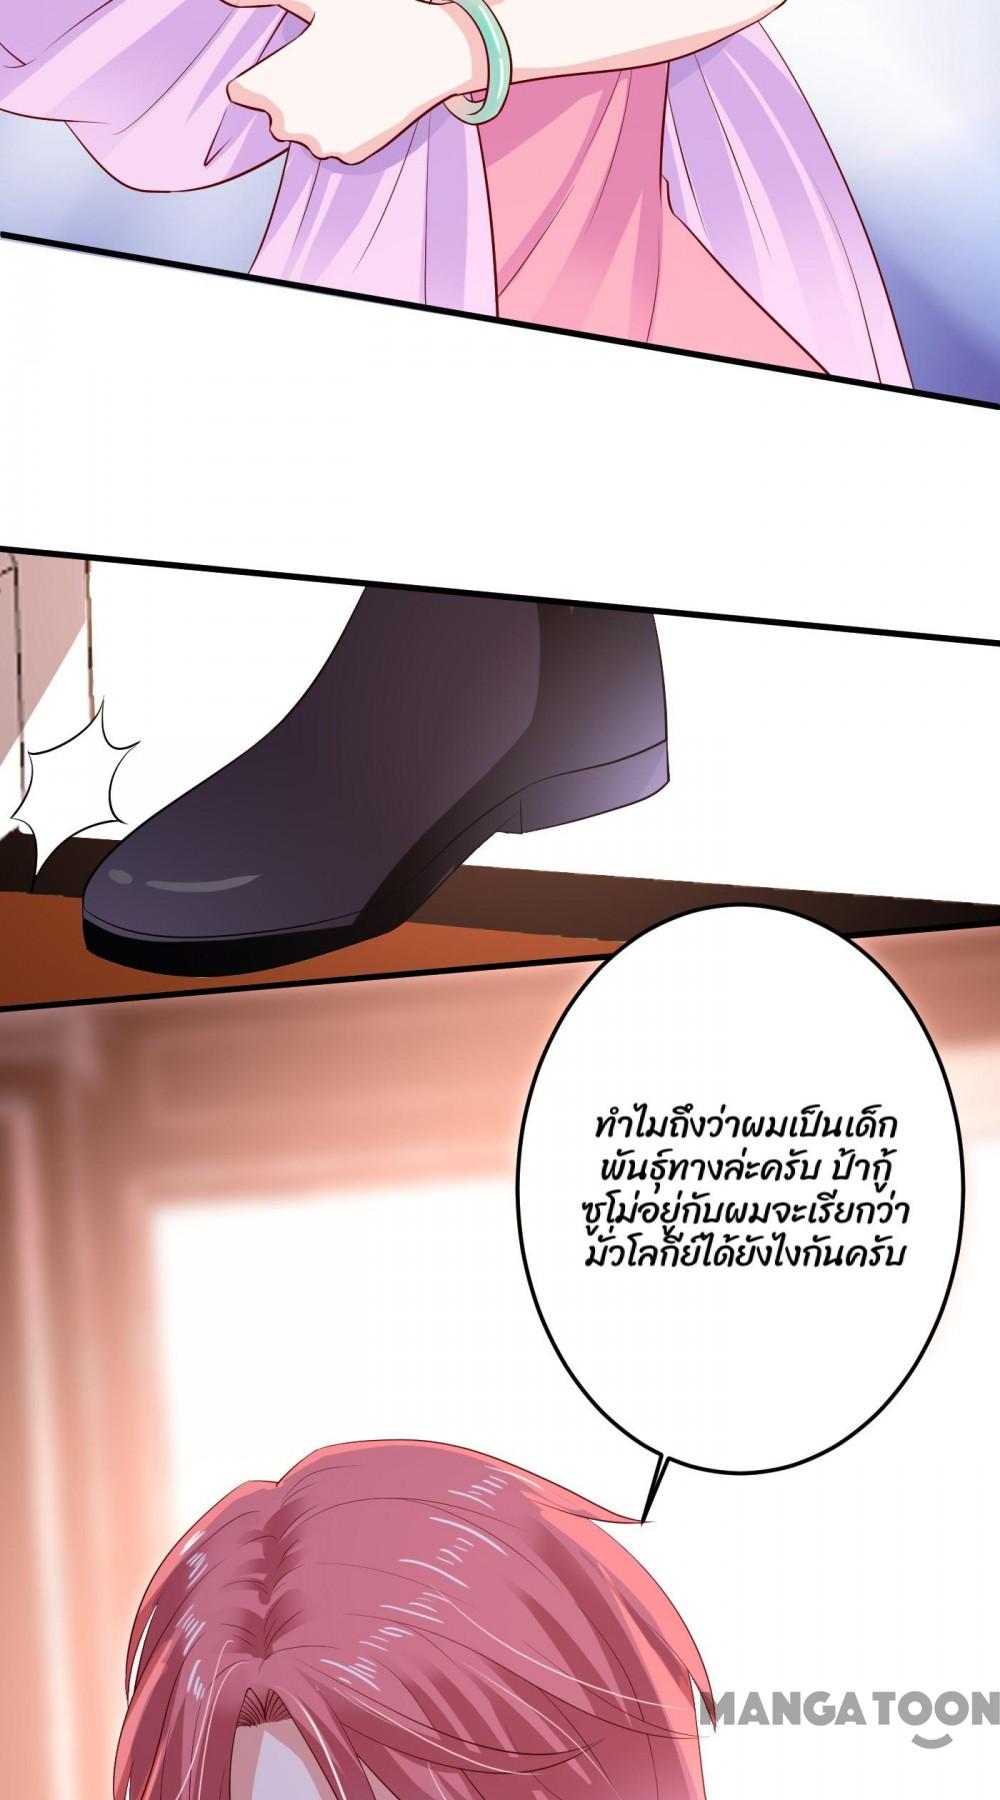 ทำไมถึงว่าผมเป็นเด็ก
พันธุ์ทางล่ะครับ ป้ากู้
ซูโม่อยู่กับผมจะเรียกว่า
มั่วโลกีย์ได้ยังไงกันครับ
MANGATOON